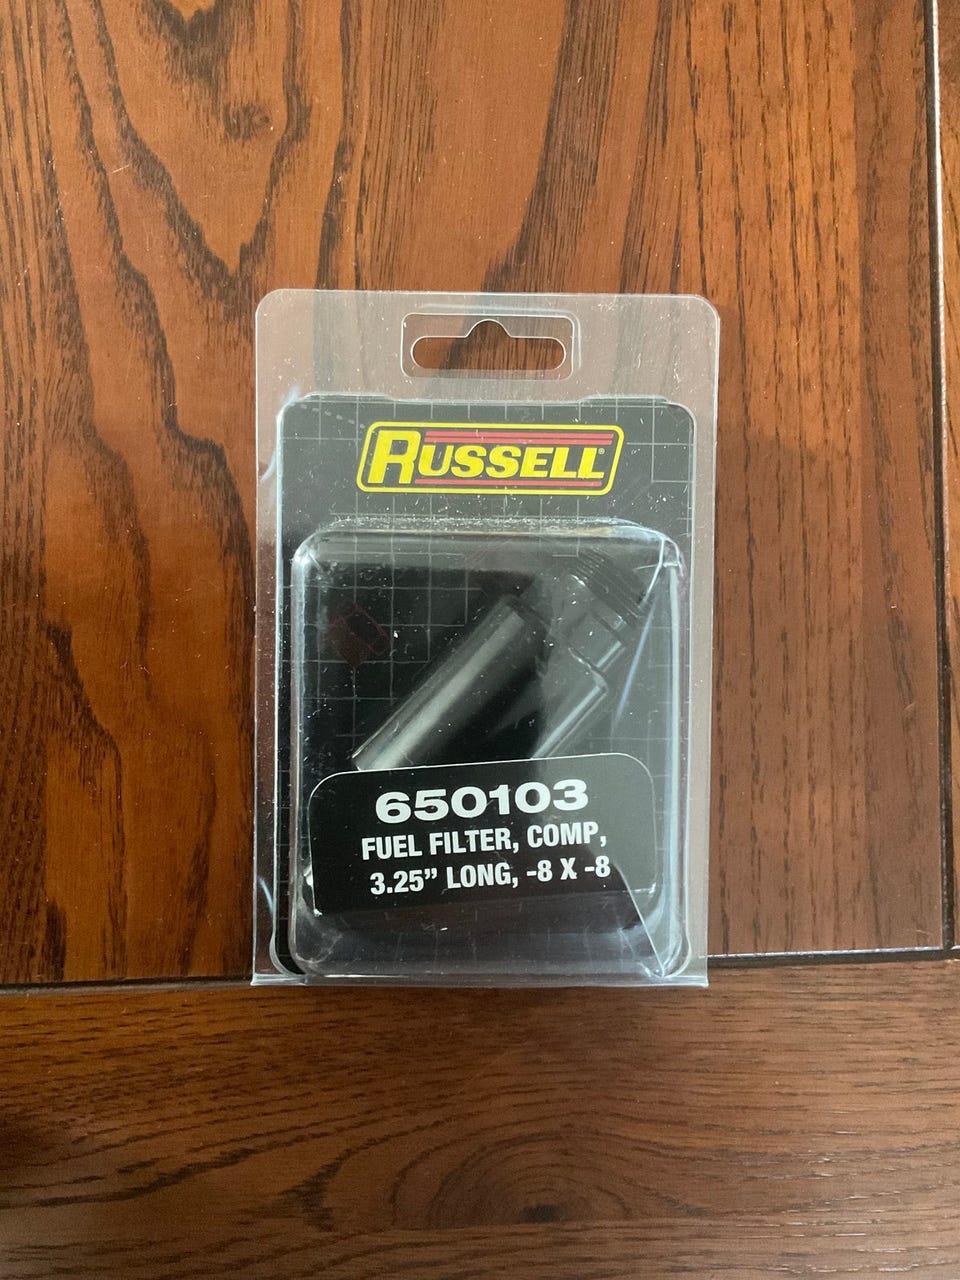 RUSSELL®
650103
FUEL FILTER, COMP,
3.25” LONG, -8 X -8